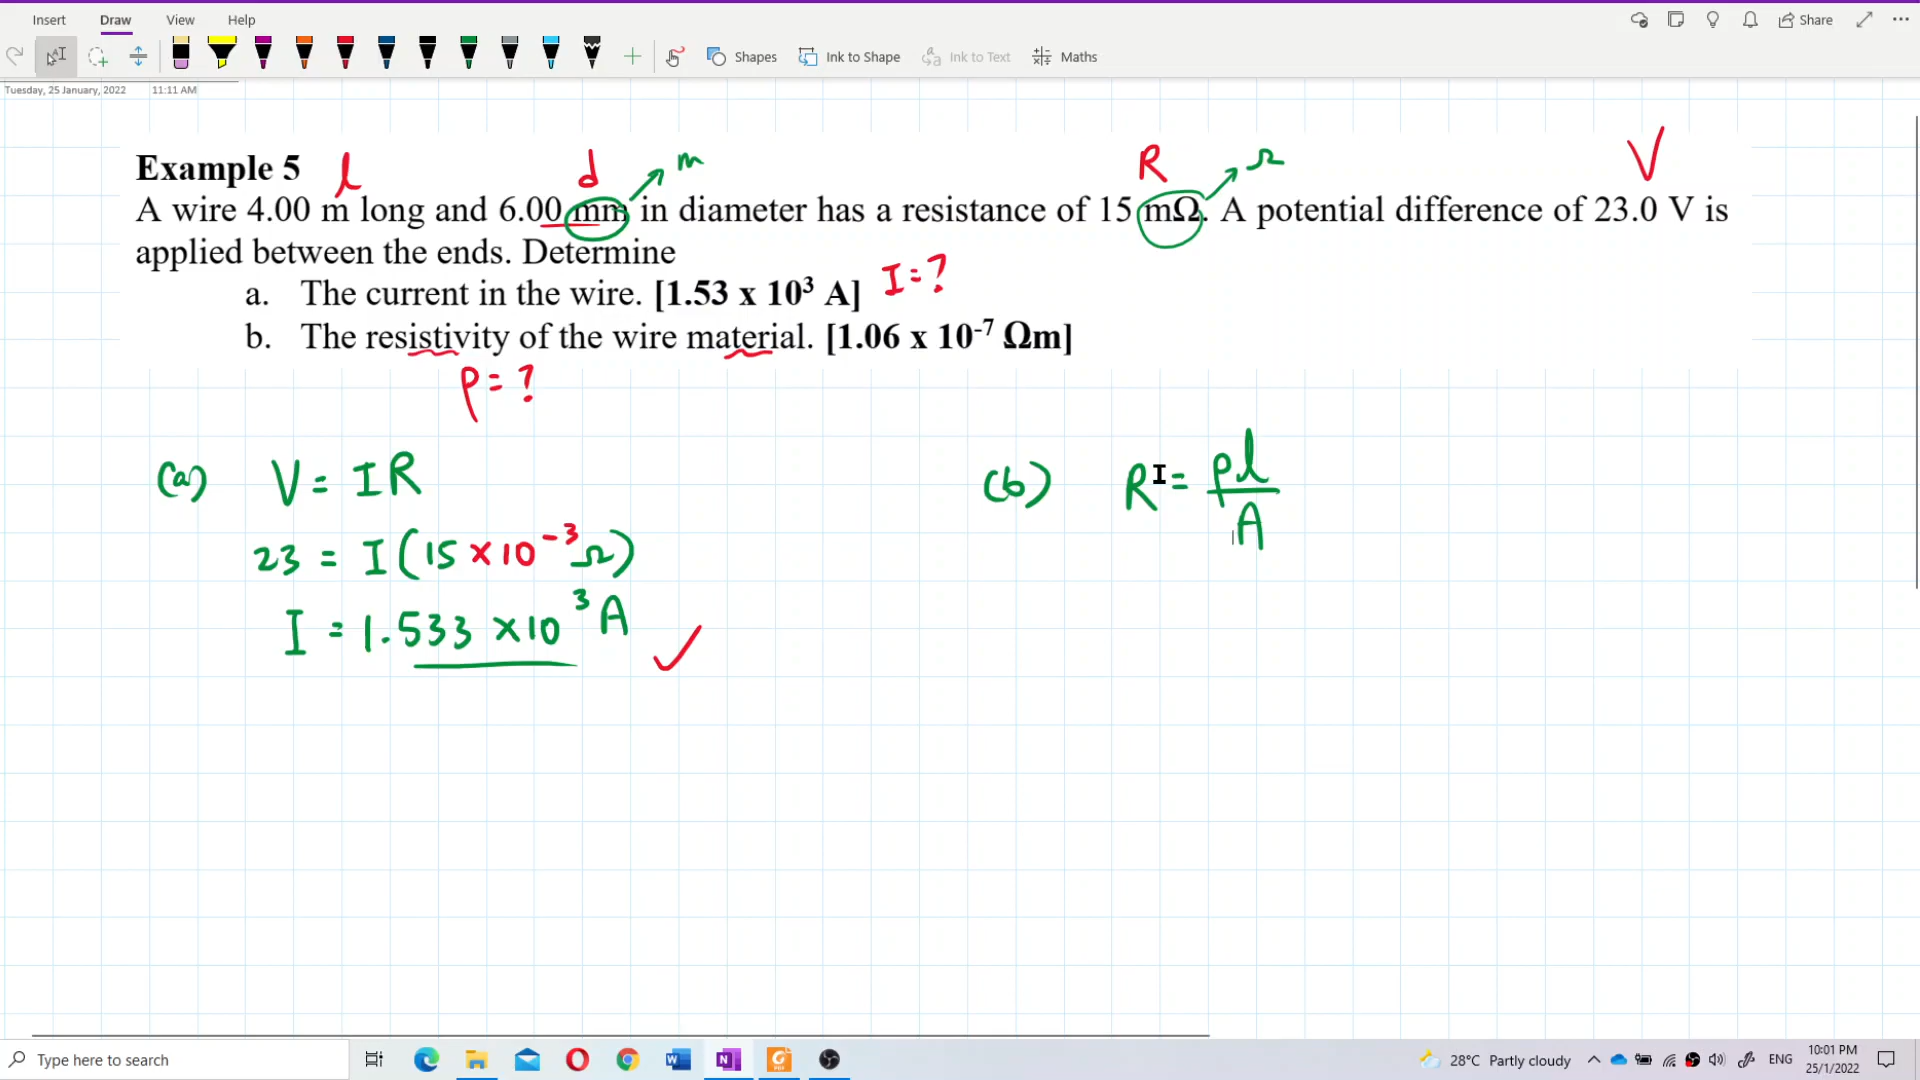 Insert Draw View Help
Share
Shapes Ink to Shape Ink to Text Maths
Tuesday, 25 January, 2022 11:11 AM
Example 5
l d m R Ω V
A wire 4.00 m long and 6.00 mm in diameter has a resistance of 15 mΩ. A potential difference of 23.0 V is
applied between the ends. Determine
a. The current in the wire. [1.53 x 10³ A] I = ?
b. The resistivity of the wire material. [1.06 x 10⁻⁷ Ωm]
ρ = ?
(a) V = IR
23 = I (15 × 10⁻³ Ω)
I = 1.533 × 10³ A
(b) R = ρl/A
Type here to search
28°C Partly cloudy ENG 10:01 PM
25/1/2022